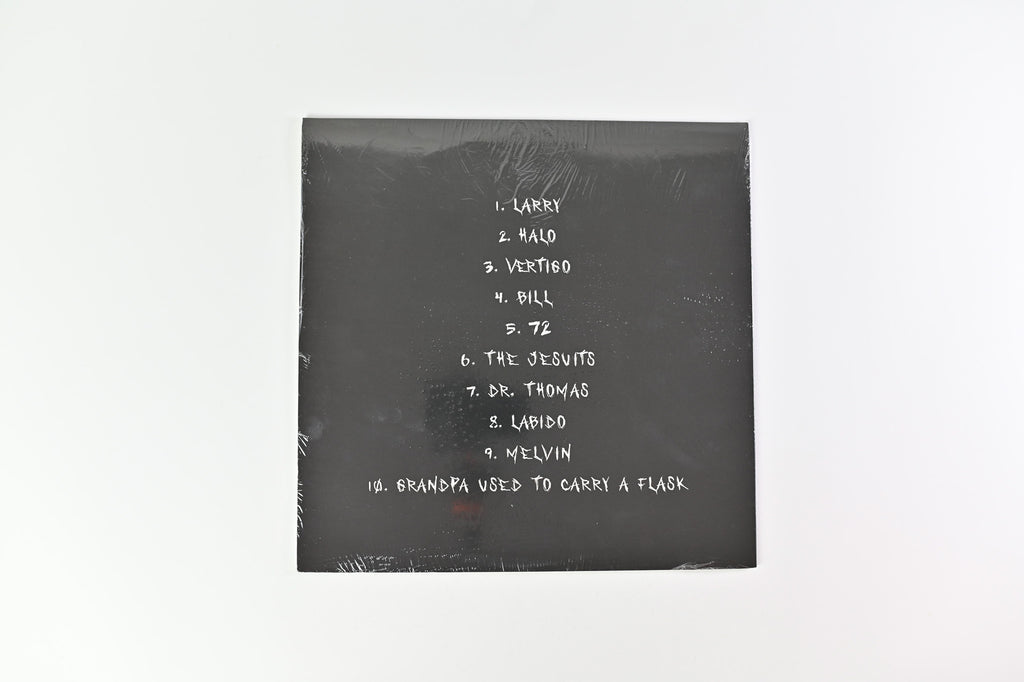 1. LARRY
2. HALO
3. VERTIGO
4. BILL
5. 72
6. THE JESUITS
7. DR. THOMAS
8. LABIDO
9. MELVIN
10. GRANDPA USED TO CARRY A FLASK